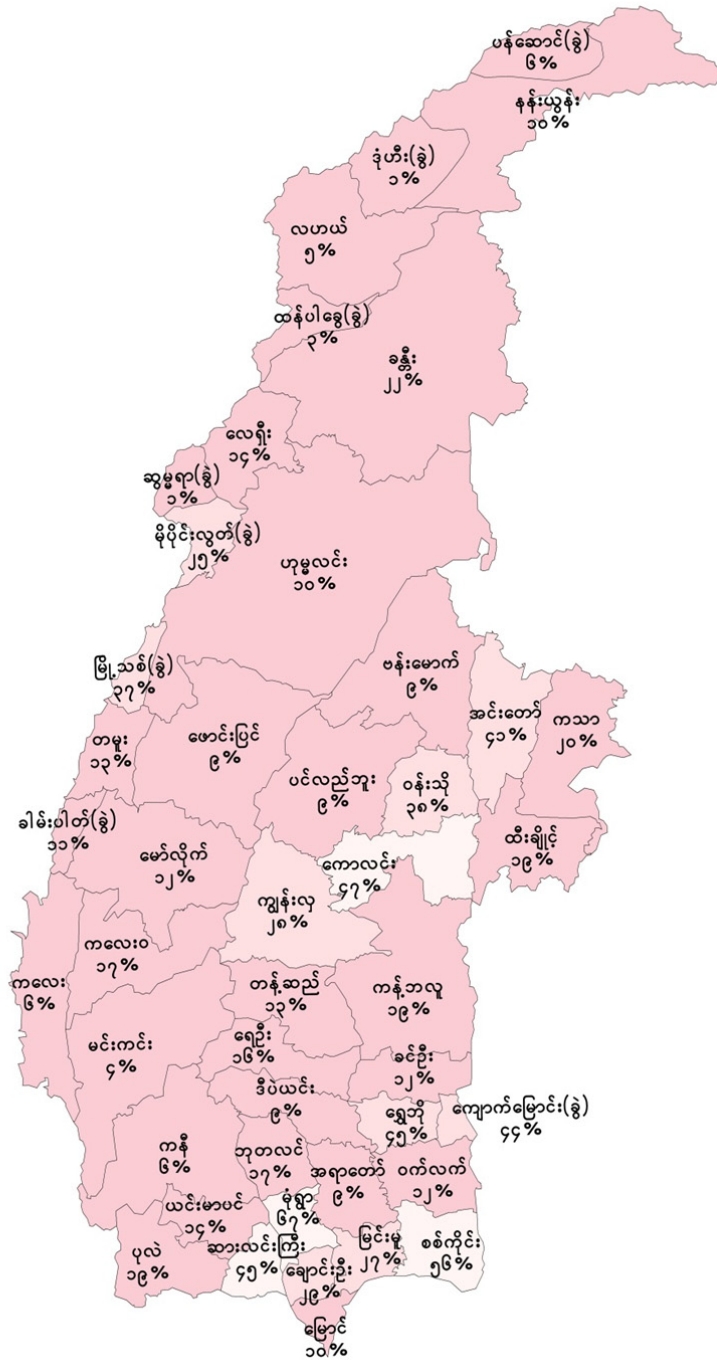 ပန်ဆောင်(ခွဲ)
၆%
နန်းယွန်း
၁၀%
ဒုံဟီး(ခွဲ)
၁%
လဟယ်
၅%
ထန်ပါခွေ(ခွဲ)
၃%
ခန္တီး
၂၂%
လေရှီး
၁၄%
ဆွမ္မရာ(ခွဲ)
၁%
မိုပိုင်းလွတ်(ခွဲ)
၂၅%
ဟုမ္မလင်း
၁၀%
မြို့သစ်(ခွဲ)
၃၇%
ဗန်းမောက်
၉%
အင်းတော်
၄၁%
ကသာ
၂၀%
တမူး
၁၃%
ဖောင်းပြင်
၉%
ပင်လည်ဘူး
၉%
ဝန်းသို
၃၈%
ခါမ်းပါတ်(ခွဲ)
၁၁%
မော်လိုက်
၁၂%
ကောလင်း
၄၇%
ထီးချိုင့်
၁၉%
ကျွန်းလှ
၂၈%
ကလေးဝ
၁၇%
ကလေး
၆%
တန့်ဆည်
၁၃%
ကန့်ဘလူ
၁၉%
မင်းကင်း
၄%
ရေဦး
၁၆%
ခင်ဦး
၁၂%
ဒီပဲယင်း
၉%
ရွှေဘို
၄၅%
ကျောက်မြောင်း(ခွဲ)
၄၄%
ကနီ
၆%
ဘုတလင်
၁၇%
အရာတော်
၉%
ဝက်လက်
၁၂%
ယင်းမာပင်
၁၄%
မုံရွာ
၆၇%
ပုလဲ
၁၉%
ဆားလင်းကြီး
၄၅%
ချောင်းဦး
၂၉%
မြင်းမူ
၂၇%
စစ်ကိုင်း
၅၆%
မြောင်
၁၀%